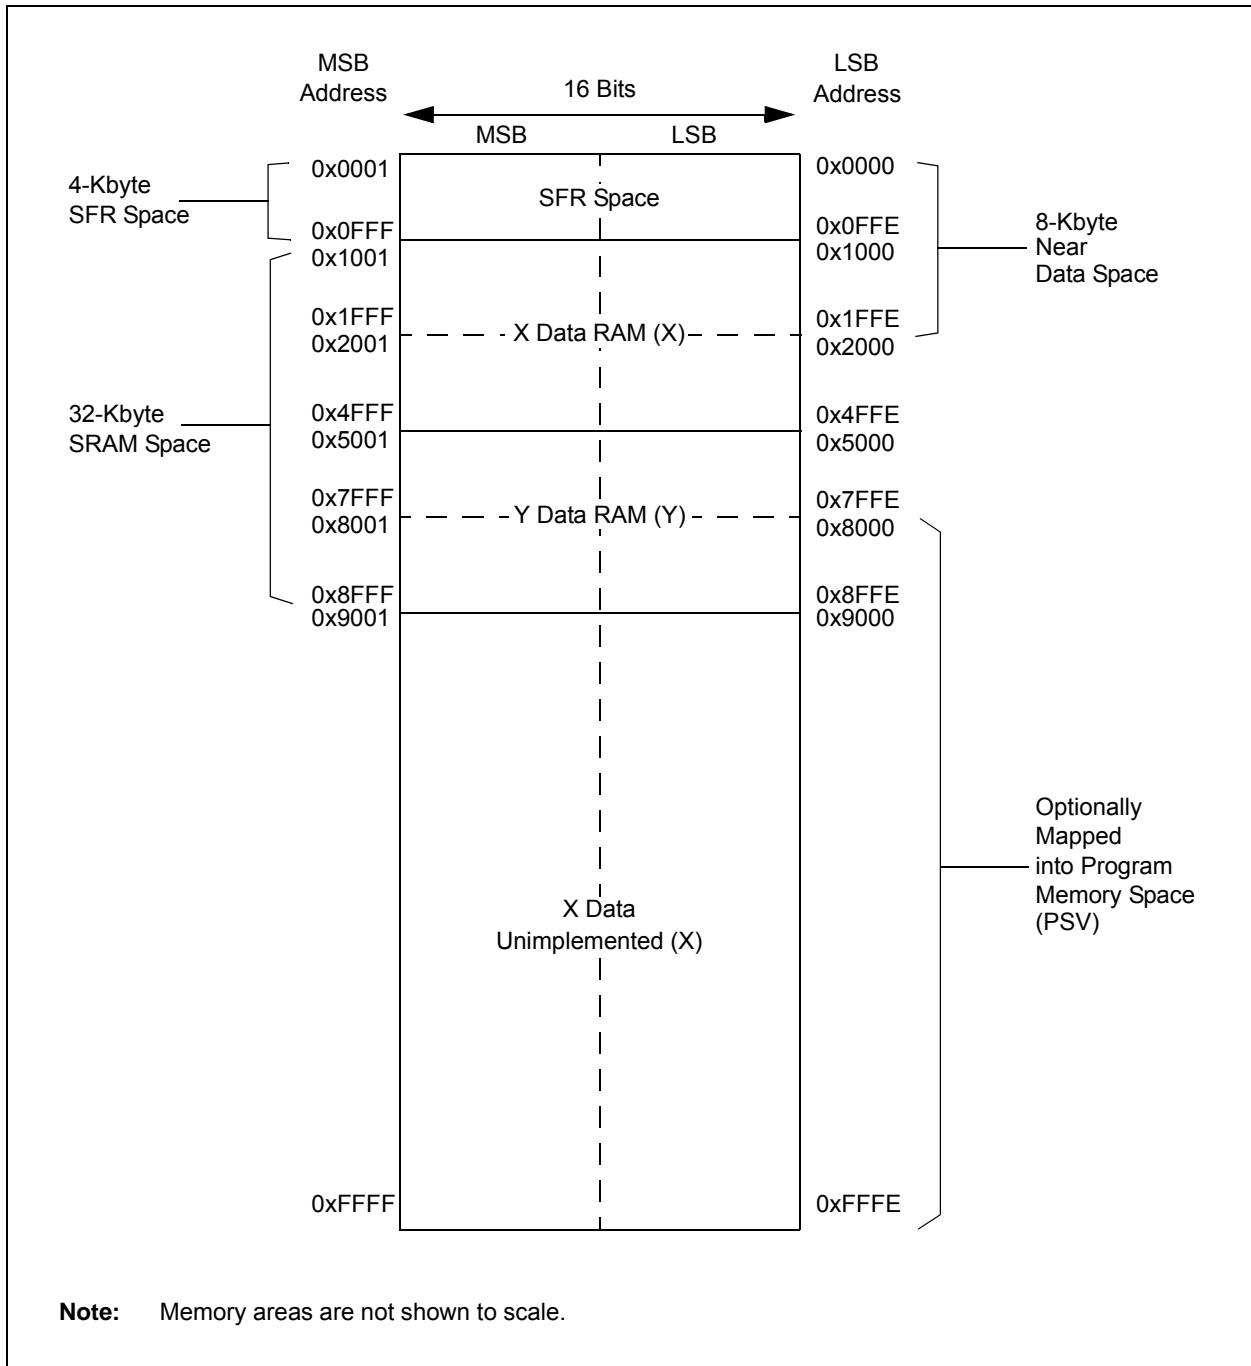 MSB
Address
16 Bits
LSB
Address
MSB
LSB
4-Kbyte
SFR Space
0x0001
0x0FFF
0x1001
SFR Space
0x0000
0x0FFE
0x1000
8-Kbyte
Near
Data Space
0x1FFF
0x2001
X Data RAM (X)
0x1FFE
0x2000
32-Kbyte
SRAM Space
0x4FFF
0x5001
0x4FFE
0x5000
0x7FFF
0x8001
Y Data RAM (Y)
0x7FFE
0x8000
0x8FFF
0x9001
0x8FFE
0x9000
Optionally
Mapped
into Program
Memory Space
(PSV)
X Data
Unimplemented (X)
0xFFFF
0xFFFE
Note: Memory areas are not shown to scale.